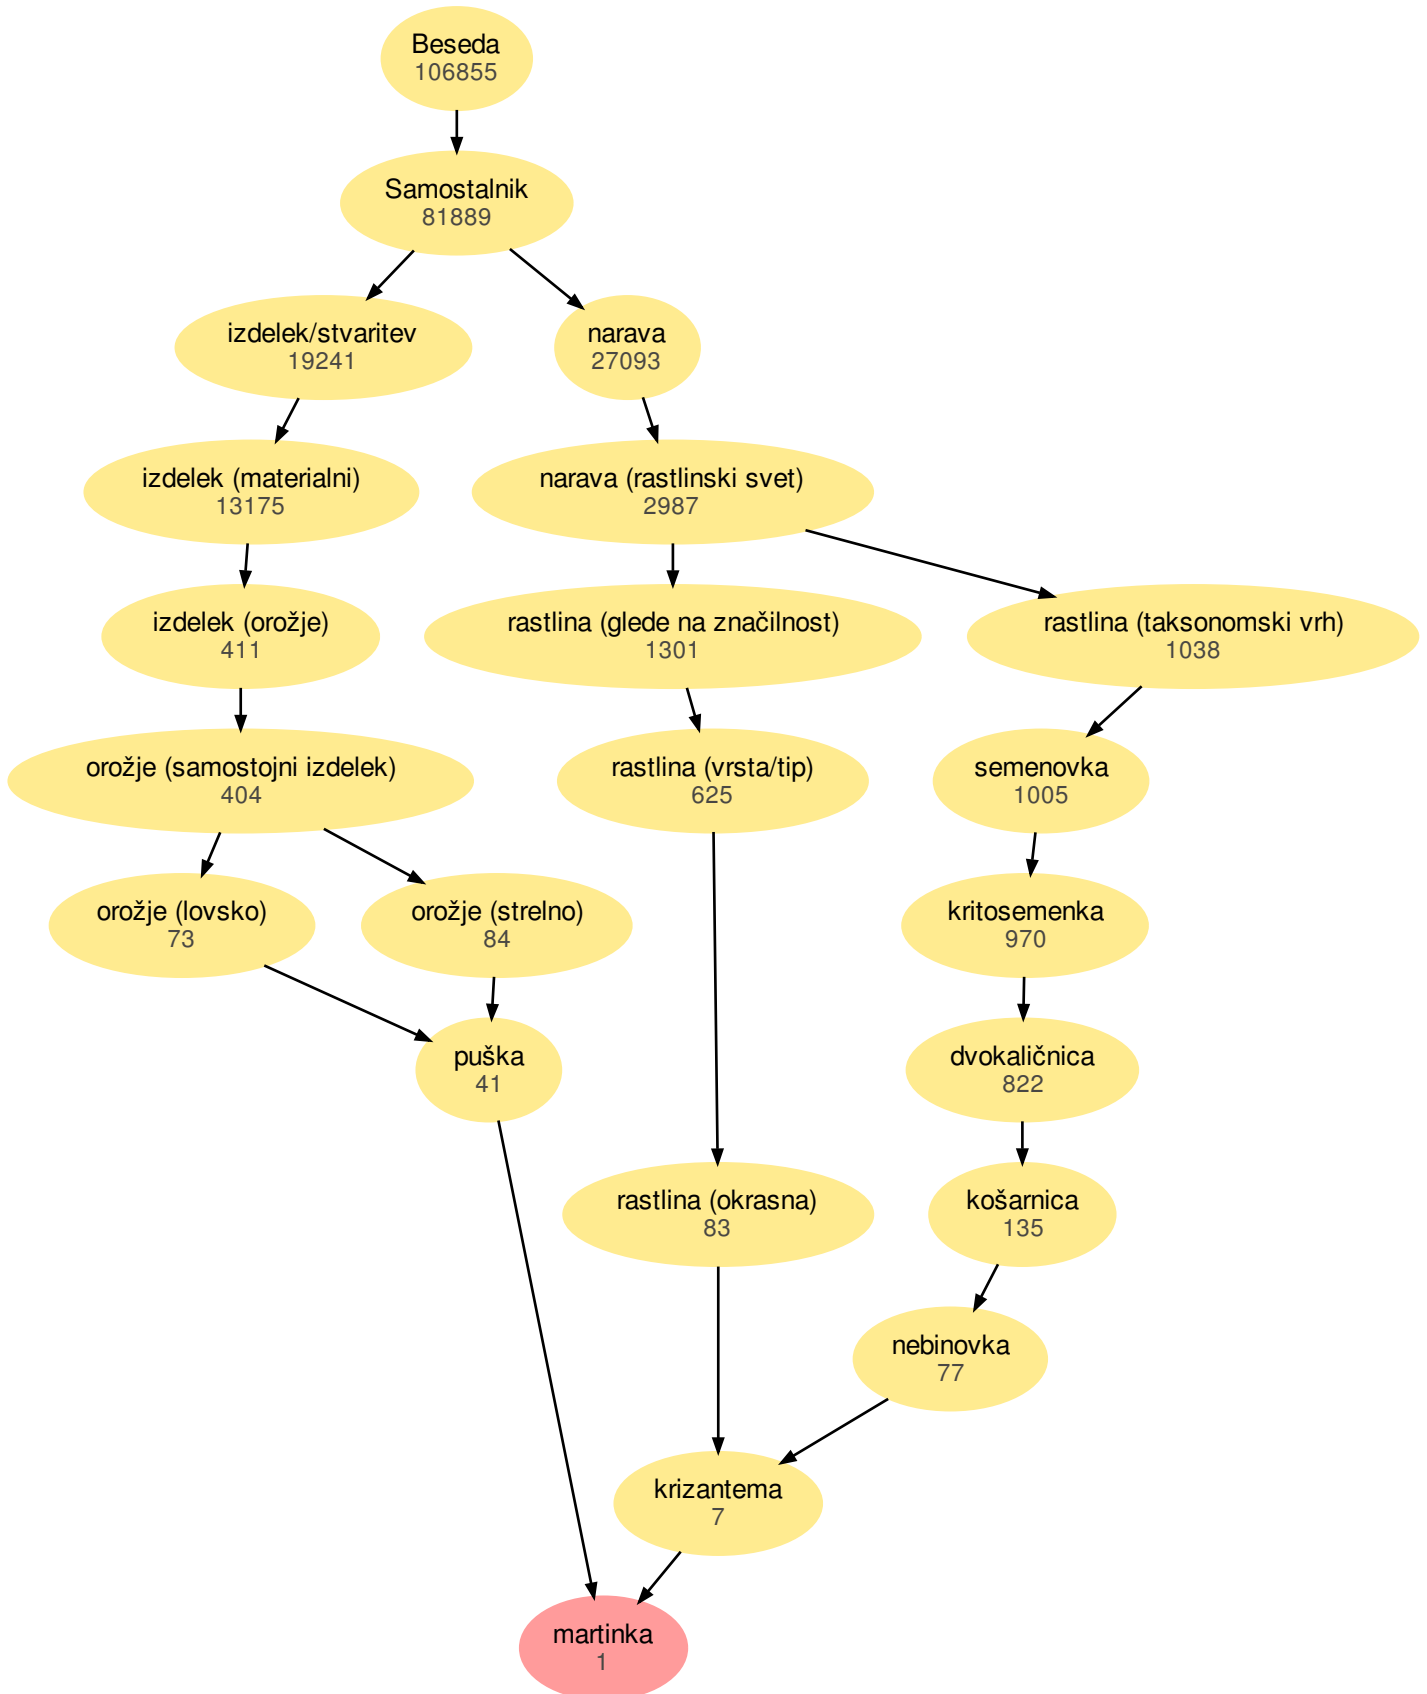 Beseda
106855
Samostalnik
81889
izdelek/stvaritev
19241
narava
27093
izdelek (materialni)
13175
narava (rastlinski svet)
2987
izdelek (orožje)
411
rastlina (glede na značilnost)
1301
rastlina (taksonomski vrh)
1038
orožje (samostojni izdelek)
404
rastlina (vrsta/tip)
625
semenovka
1005
orožje (lovsko)
73
orožje (strelno)
84
kritosemenka
970
puška
41
dvokaličnica
822
rastlina (okrasna)
83
košarnica
135
nebinovka
77
krizantema
7
martinka
1